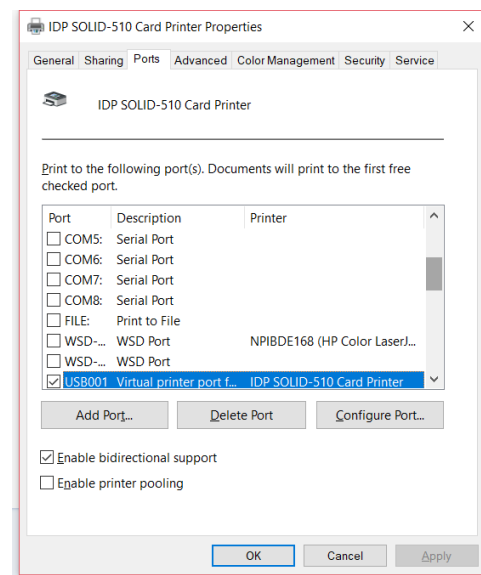 IDP SOLID-510 Card Printer Properties
General Sharing Ports Advanced Color Management Security Service
IDP SOLID-510 Card Printer
Print to the following port(s). Documents will print to the first free
checked port.
Port Description Printer
COM5: Serial Port
COM6: Serial Port
COM7: Serial Port
COM8: Serial Port
FILE: Print to File
WSD-... WSD Port NPIBDE168 (HP Color LaserJ...
WSD-... WSD Port
USB001 Virtual printer port f... IDP SOLID-510 Card Printer
Add Port... Delete Port Configure Port...
Enable bidirectional support
Enable printer pooling
OK Cancel Apply